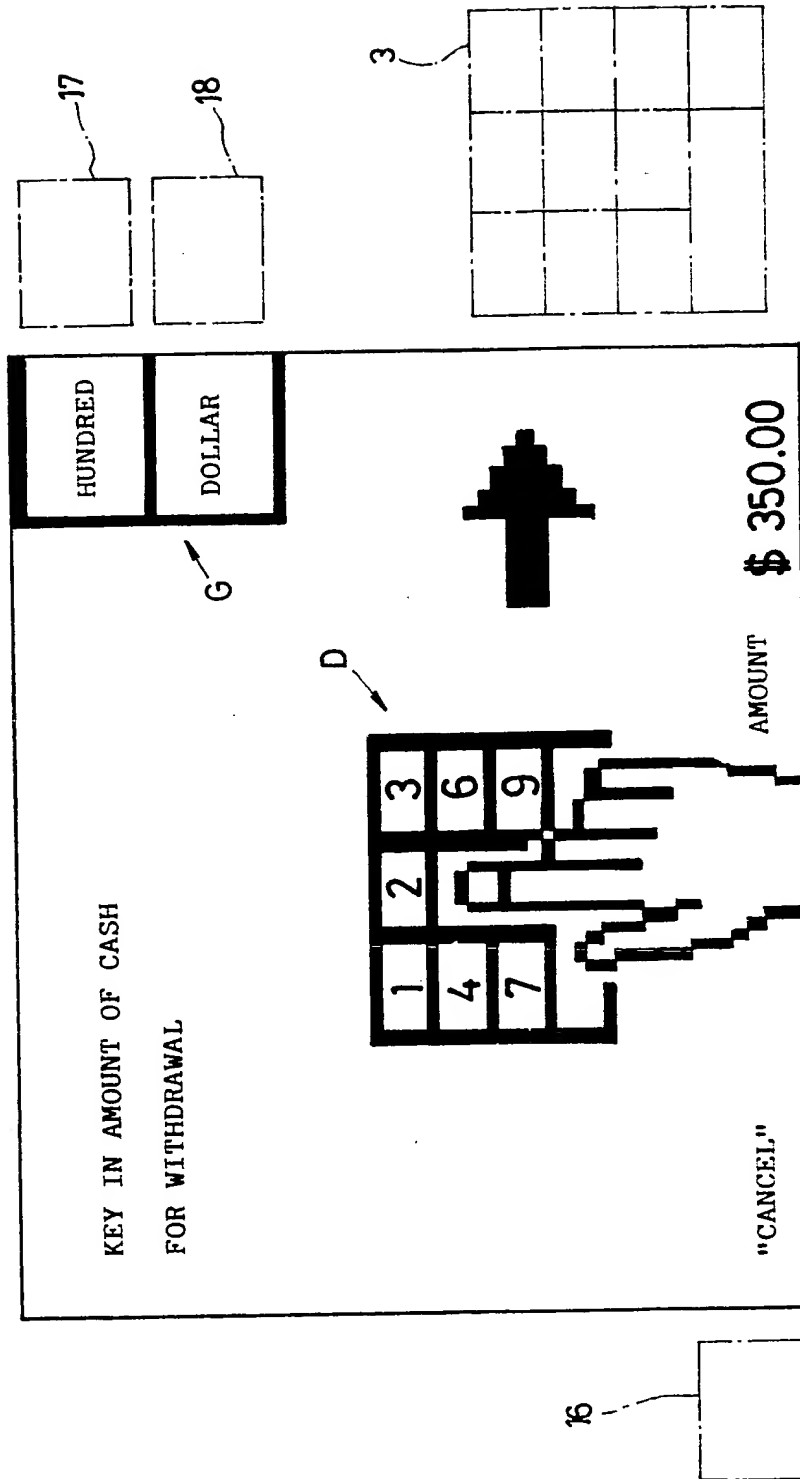 17
HUNDRED
KEY IN AMOUNT OF CASH
G
DOLLAR
18
FOR WITHDRAWAL
D
3
1 2 3
4 6
7 9
16
"CANCEL"
AMOUNT $ 350.00